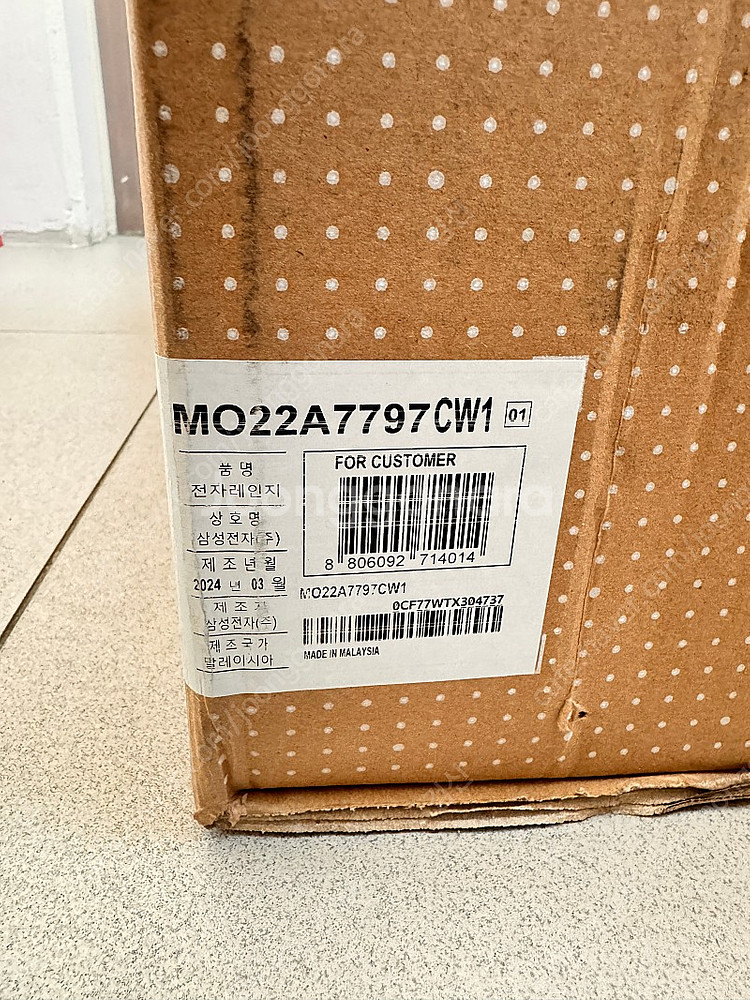 MO22A7797CW1 01
품 명
전자레인지
상 호 명
삼성전자(주)
제 조 년 월
2024 년 03 월
제 조
삼성전자(주)
제 조 국 가
말레이시아
FOR CUSTOMER
8 806092 714014
MO22A7797CW1
0CF77WTX304737
MADE IN MALAYSIA